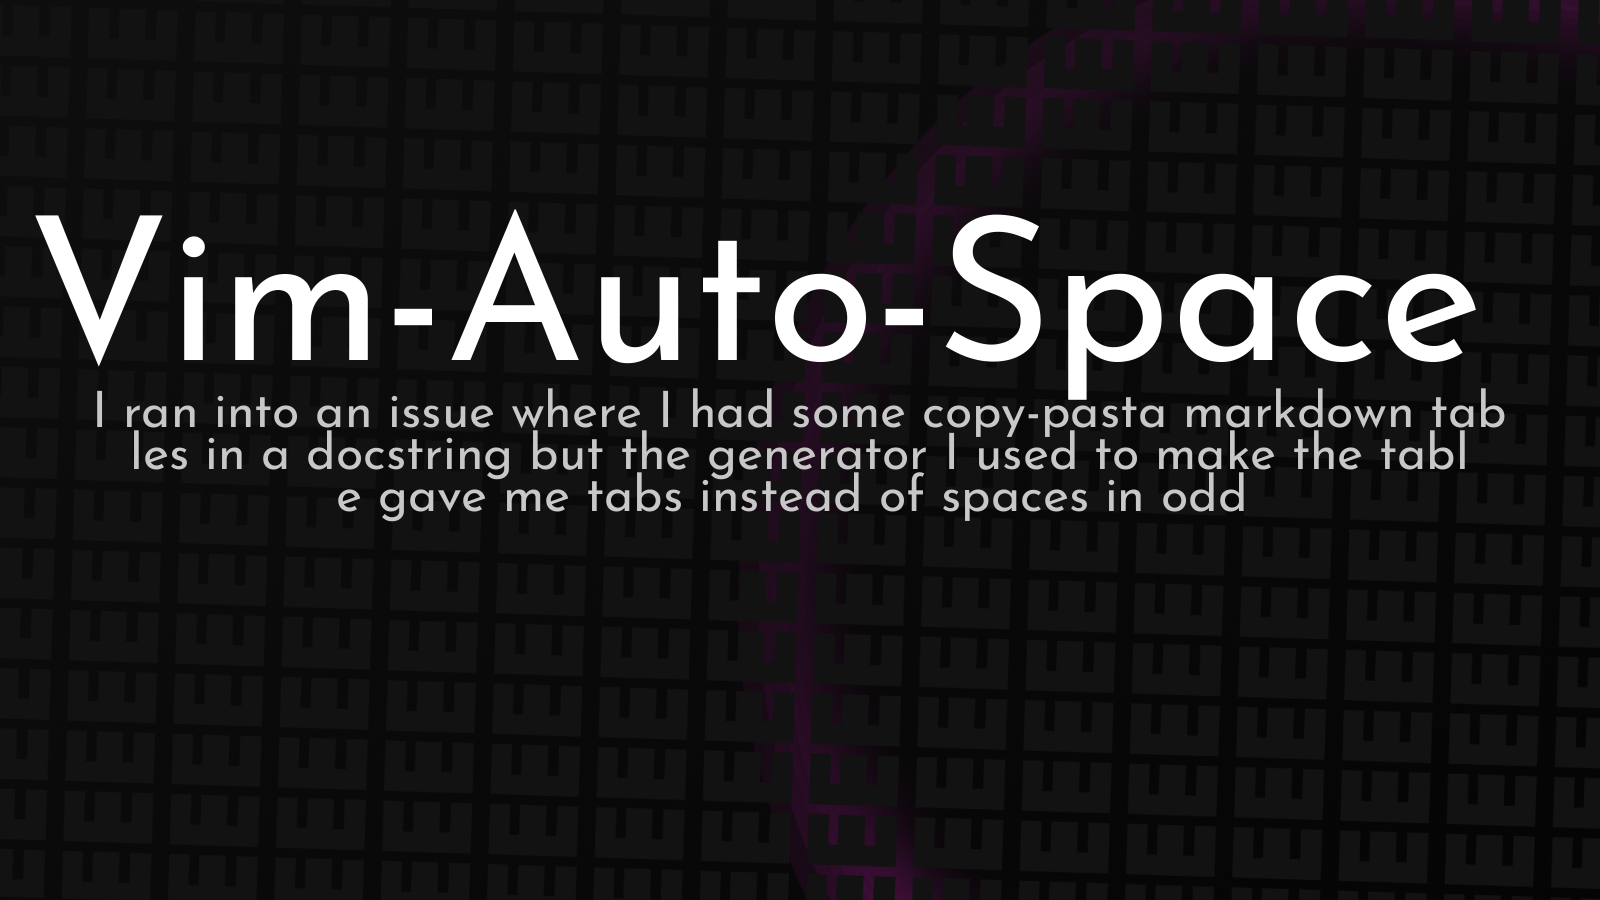 Vim-Auto-Space
I ran into an issue where I had some copy-pasta markdown tab
les in a docstring but the generator I used to make the tabl
e gave me tabs instead of spaces in odd